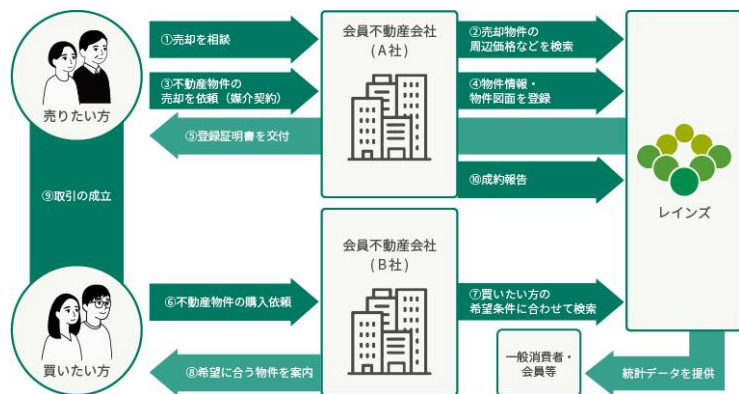 ①売却を相談
会員不動産会社
(A社)
②売却物件の
周辺価格などを検索
③不動産物件の
売却を依頼（媒介契約）
④物件情報・
物件図面を登録
売りたい方
⑤登録証明書を交付
⑨取引の成立
⑩成約報告
レインズ
会員不動産会社
(B社)
⑥不動産物件の購入依頼
⑦買いたい方の
希望条件に合わせて検索
買いたい方
⑧希望に合う物件を案内
一般消費者・
会員等
統計データを提供